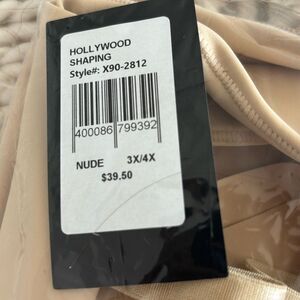 HOLLYWOOD
SHAPING
Style#: X90-2812
400086 799392
NUDE 3X/4X
$39.50